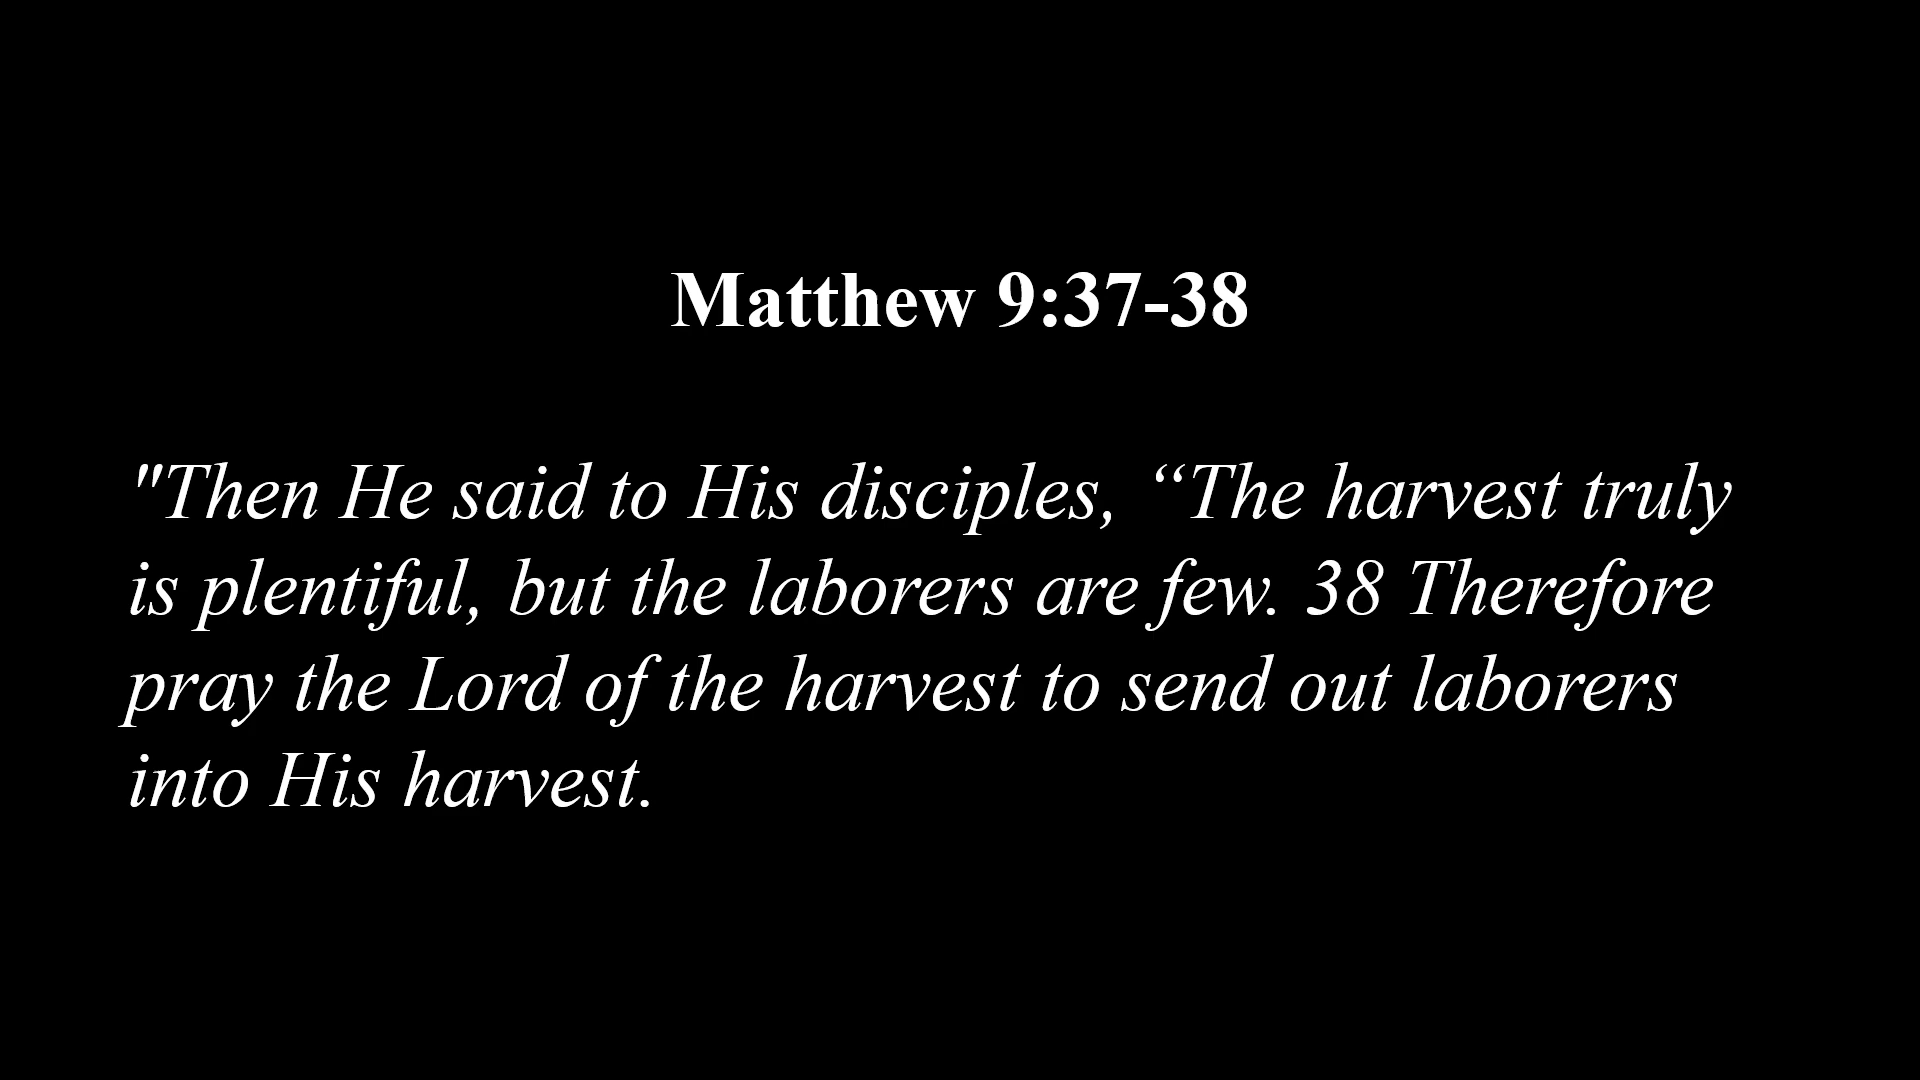 Matthew 9:37-38
"Then He said to His disciples, “The harvest truly
is plentiful, but the laborers are few. 38 Therefore
pray the Lord of the harvest to send out laborers
into His harvest.